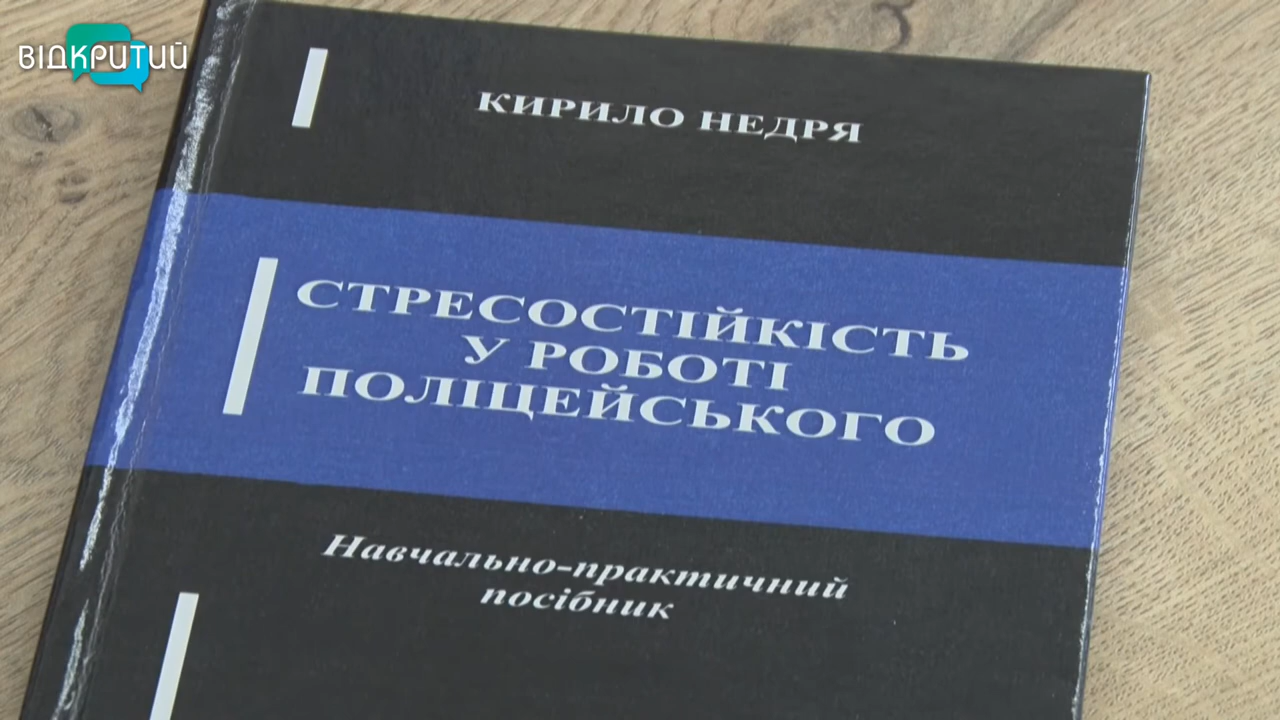 ВІДКРИТИЙ
КИРИЛО НЕДРЯ
СТРЕСОСТІЙКІСТЬ
У РОБОТІ
ПОЛІЦЕЙСЬКОГО
Навчально-практичний
посібник